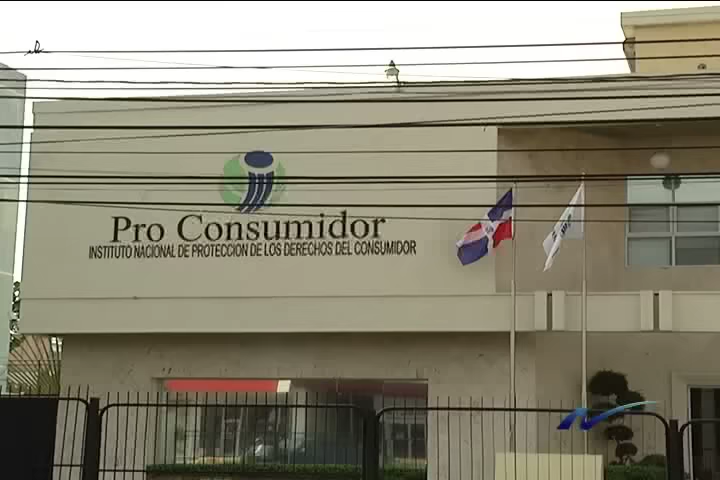 Pro Consumidor
INSTITUTO NACIONAL DE PROTECCION DE LOS DERECHOS DEL CONSUMIDOR